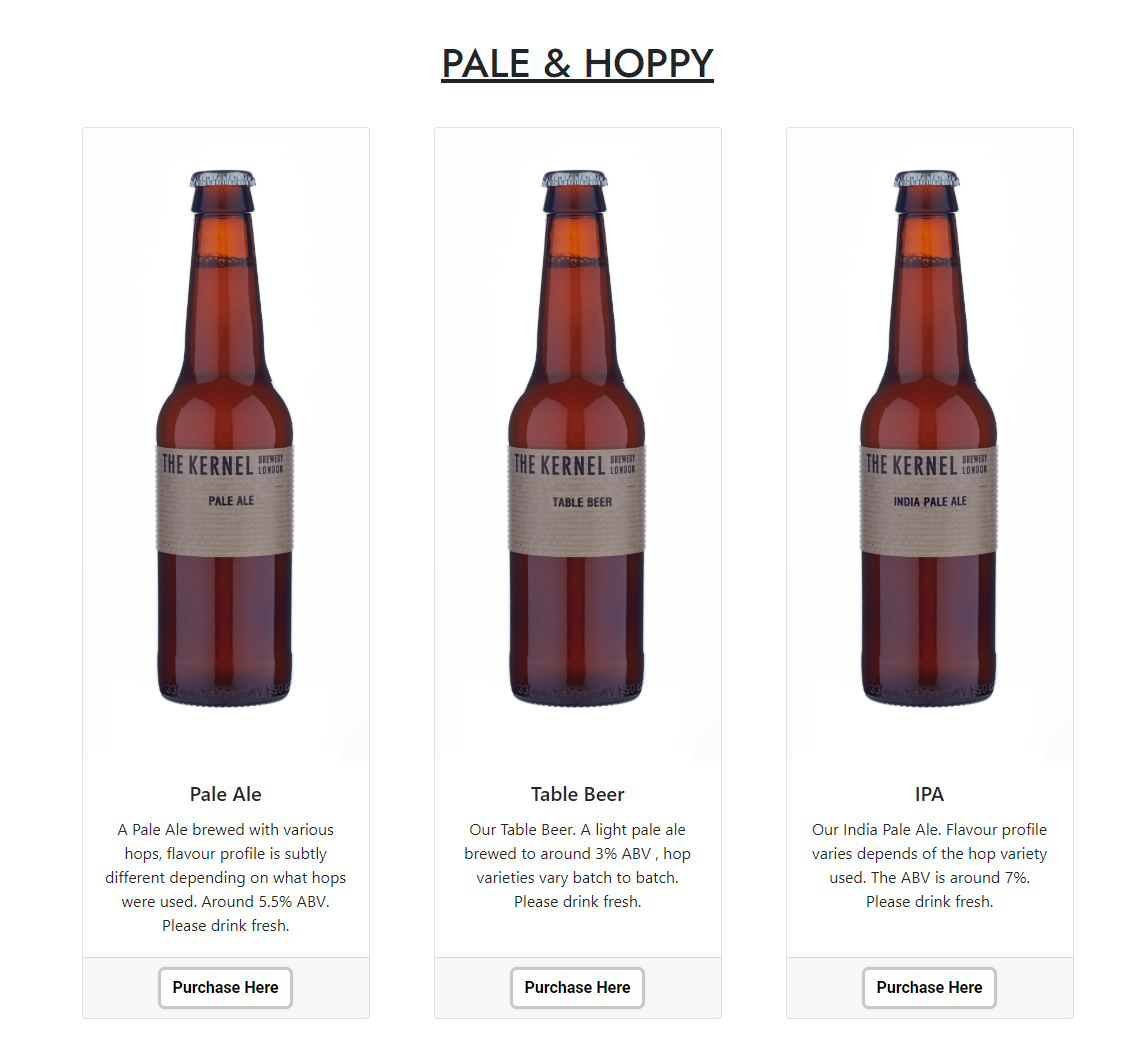 PALE & HOPPY
THE KERNEL BREWERY LONDON
PALE ALE
THE KERNEL BREWERY LONDON
TABLE BEER
THE KERNEL BREWERY LONDON
INDIA PALE ALE
Pale Ale
A Pale Ale brewed with various
hops, flavour profile is subtly
different depending on what hops
were used. Around 5.5% ABV.
Please drink fresh.
Purchase Here
Table Beer
Our Table Beer. A light pale ale
brewed to around 3% ABV , hop
varieties vary batch to batch.
Please drink fresh.
Purchase Here
IPA
Our India Pale Ale. Flavour profile
varies depends of the hop variety
used. The ABV is around 7%.
Please drink fresh.
Purchase Here